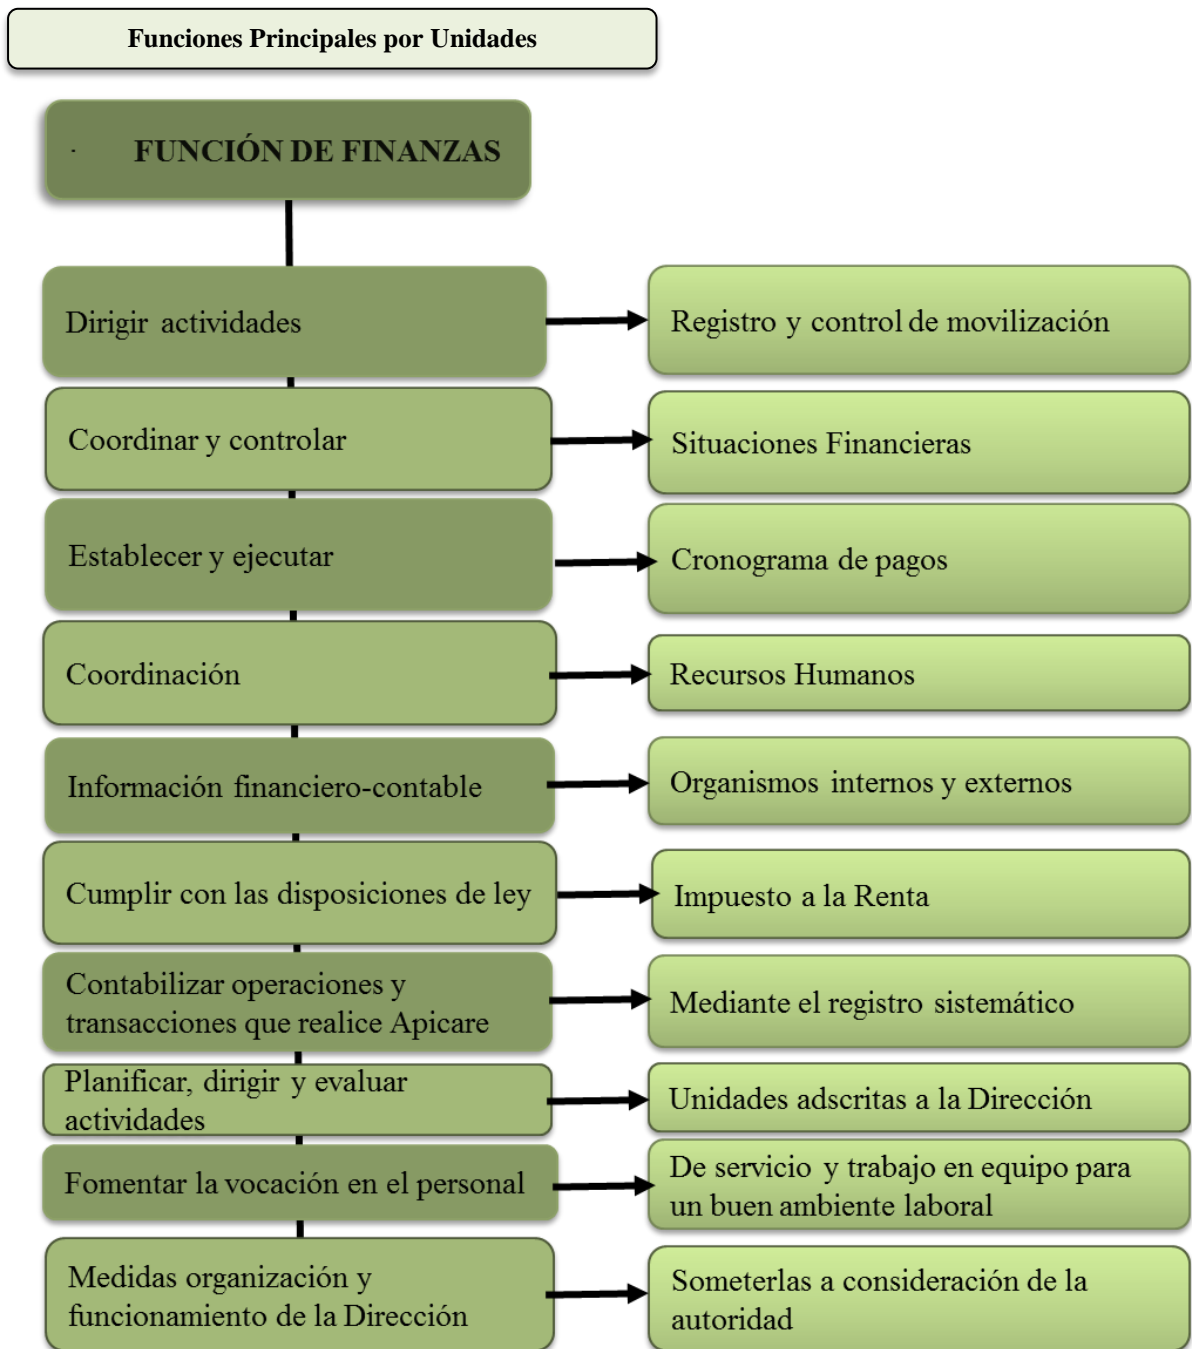 Funciones Principales por Unidades
· FUNCIÓN DE FINANZAS
Dirigir actividades
Registro y control de movilización
Coordinar y controlar
Situaciones Financieras
Establecer y ejecutar
Cronograma de pagos
Coordinación
Recursos Humanos
Información financiero-contable
Organismos internos y externos
Cumplir con las disposiciones de ley
Impuesto a la Renta
Contabilizar operaciones y
transacciones que realice Apicare
Mediante el registro sistemático
Planificar, dirigir y evaluar
actividades
Unidades adscritas a la Dirección
Fomentar la vocación en el personal
De servicio y trabajo en equipo para
un buen ambiente laboral
Medidas organización y
funcionamiento de la Dirección
Someterlas a consideración de la
autoridad